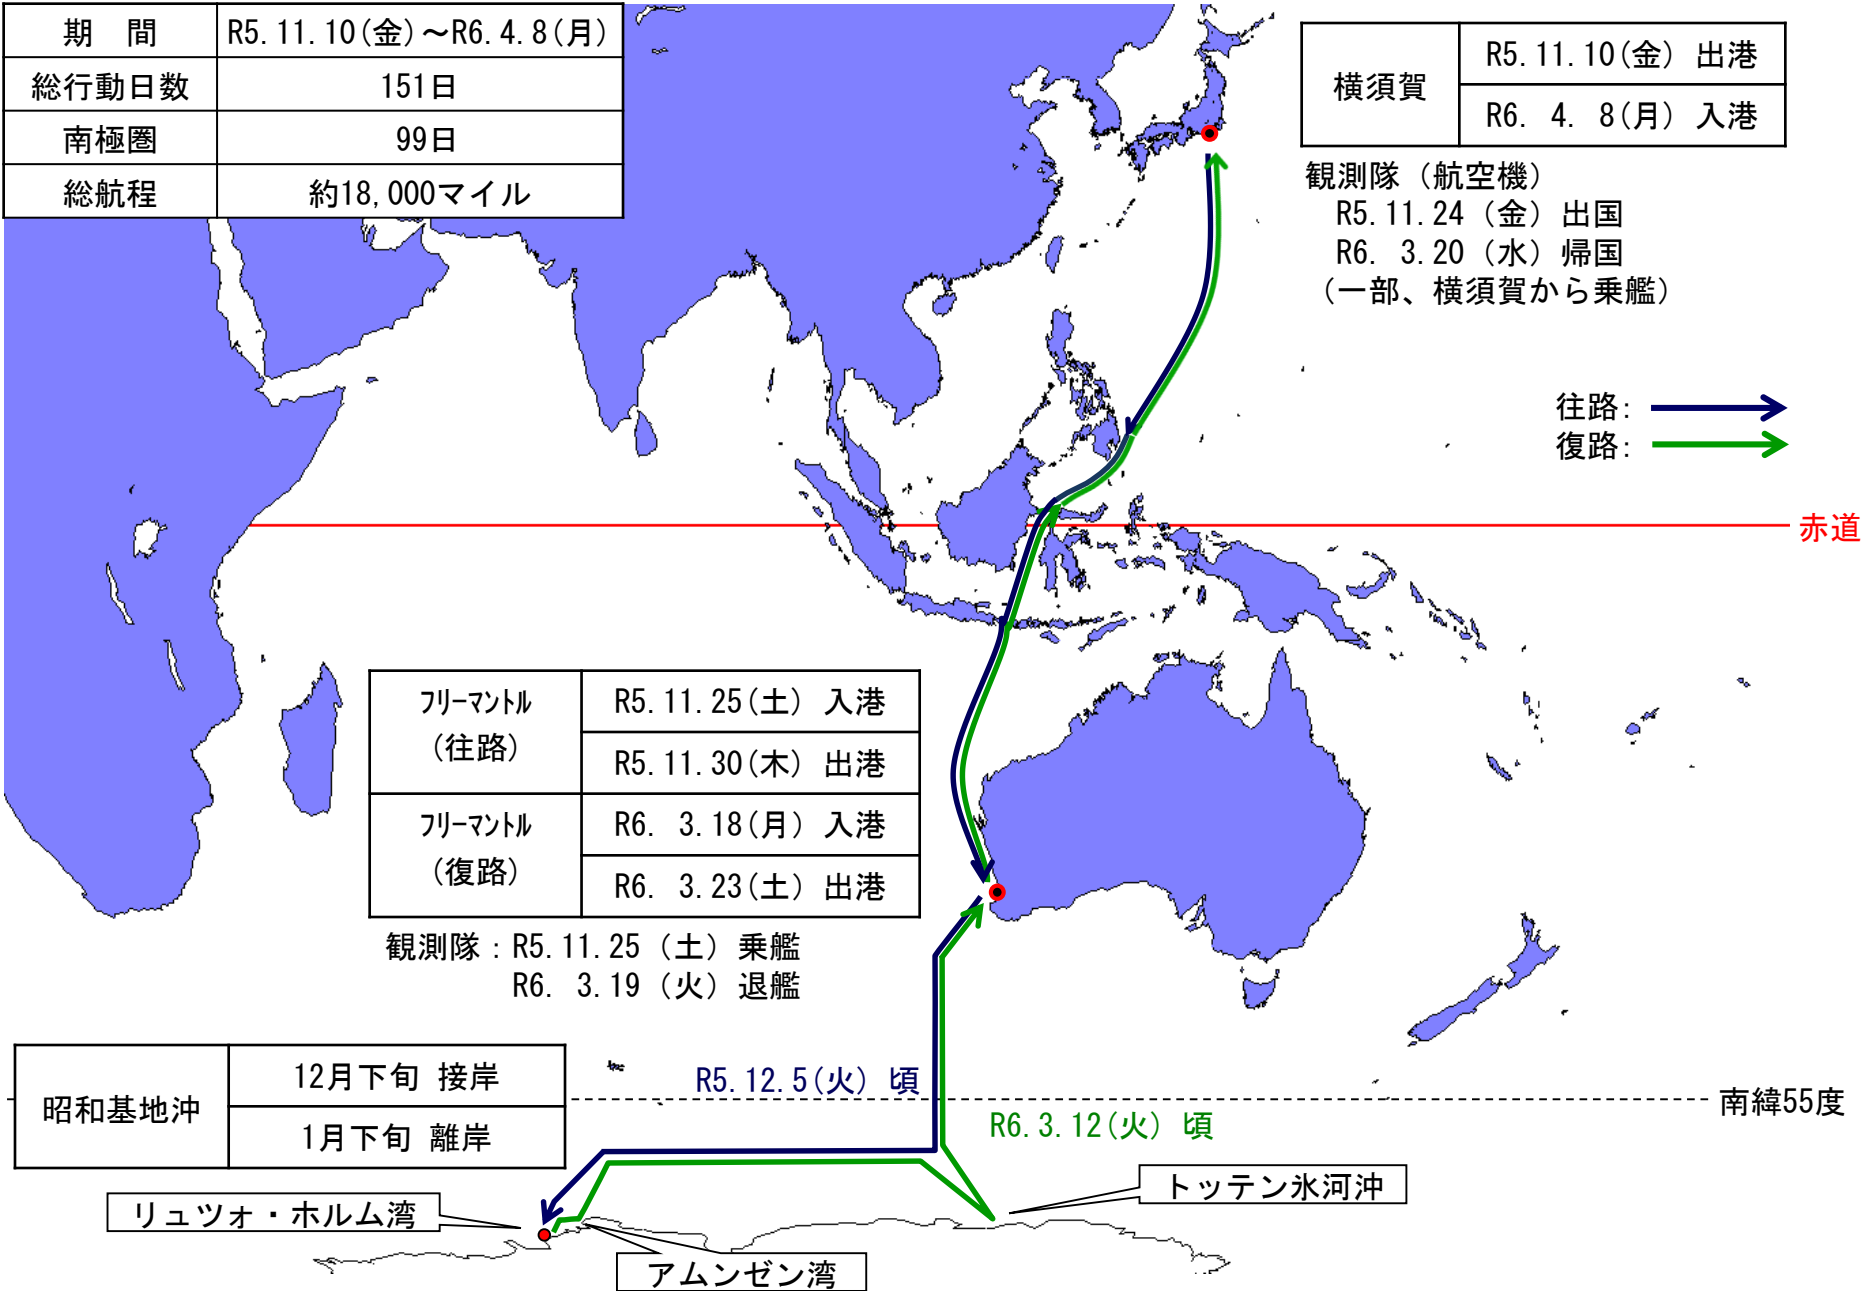 期　間 R5.11.10(金)～R6.4.8(月)
総行動日数 151日
南極圏 99日
総航程 約18,000マイル
横須賀
R5.11.10(金) 出港
R6. 4. 8(月) 入港
観測隊（航空機）
R5.11.24（金）出国
R6. 3.20（水）帰国
（一部、横須賀から乗艦）
往路:
復路:
赤道
ﾌﾘｰﾏﾝﾄﾙ
(往路)
R5.11.25(土) 入港
R5.11.30(木) 出港
ﾌﾘｰﾏﾝﾄﾙ
(復路)
R6. 3.18(月) 入港
R6. 3.23(土) 出港
観測隊：R5.11.25（土）乗艦
R6. 3.19（火）退艦
昭和基地沖
12月下旬 接岸
1月下旬 離岸
R5.12.5(火) 頃
R6.3.12(火) 頃
南緯55度
リュツォ・ホルム湾
アムンゼン湾
トッテン氷河沖